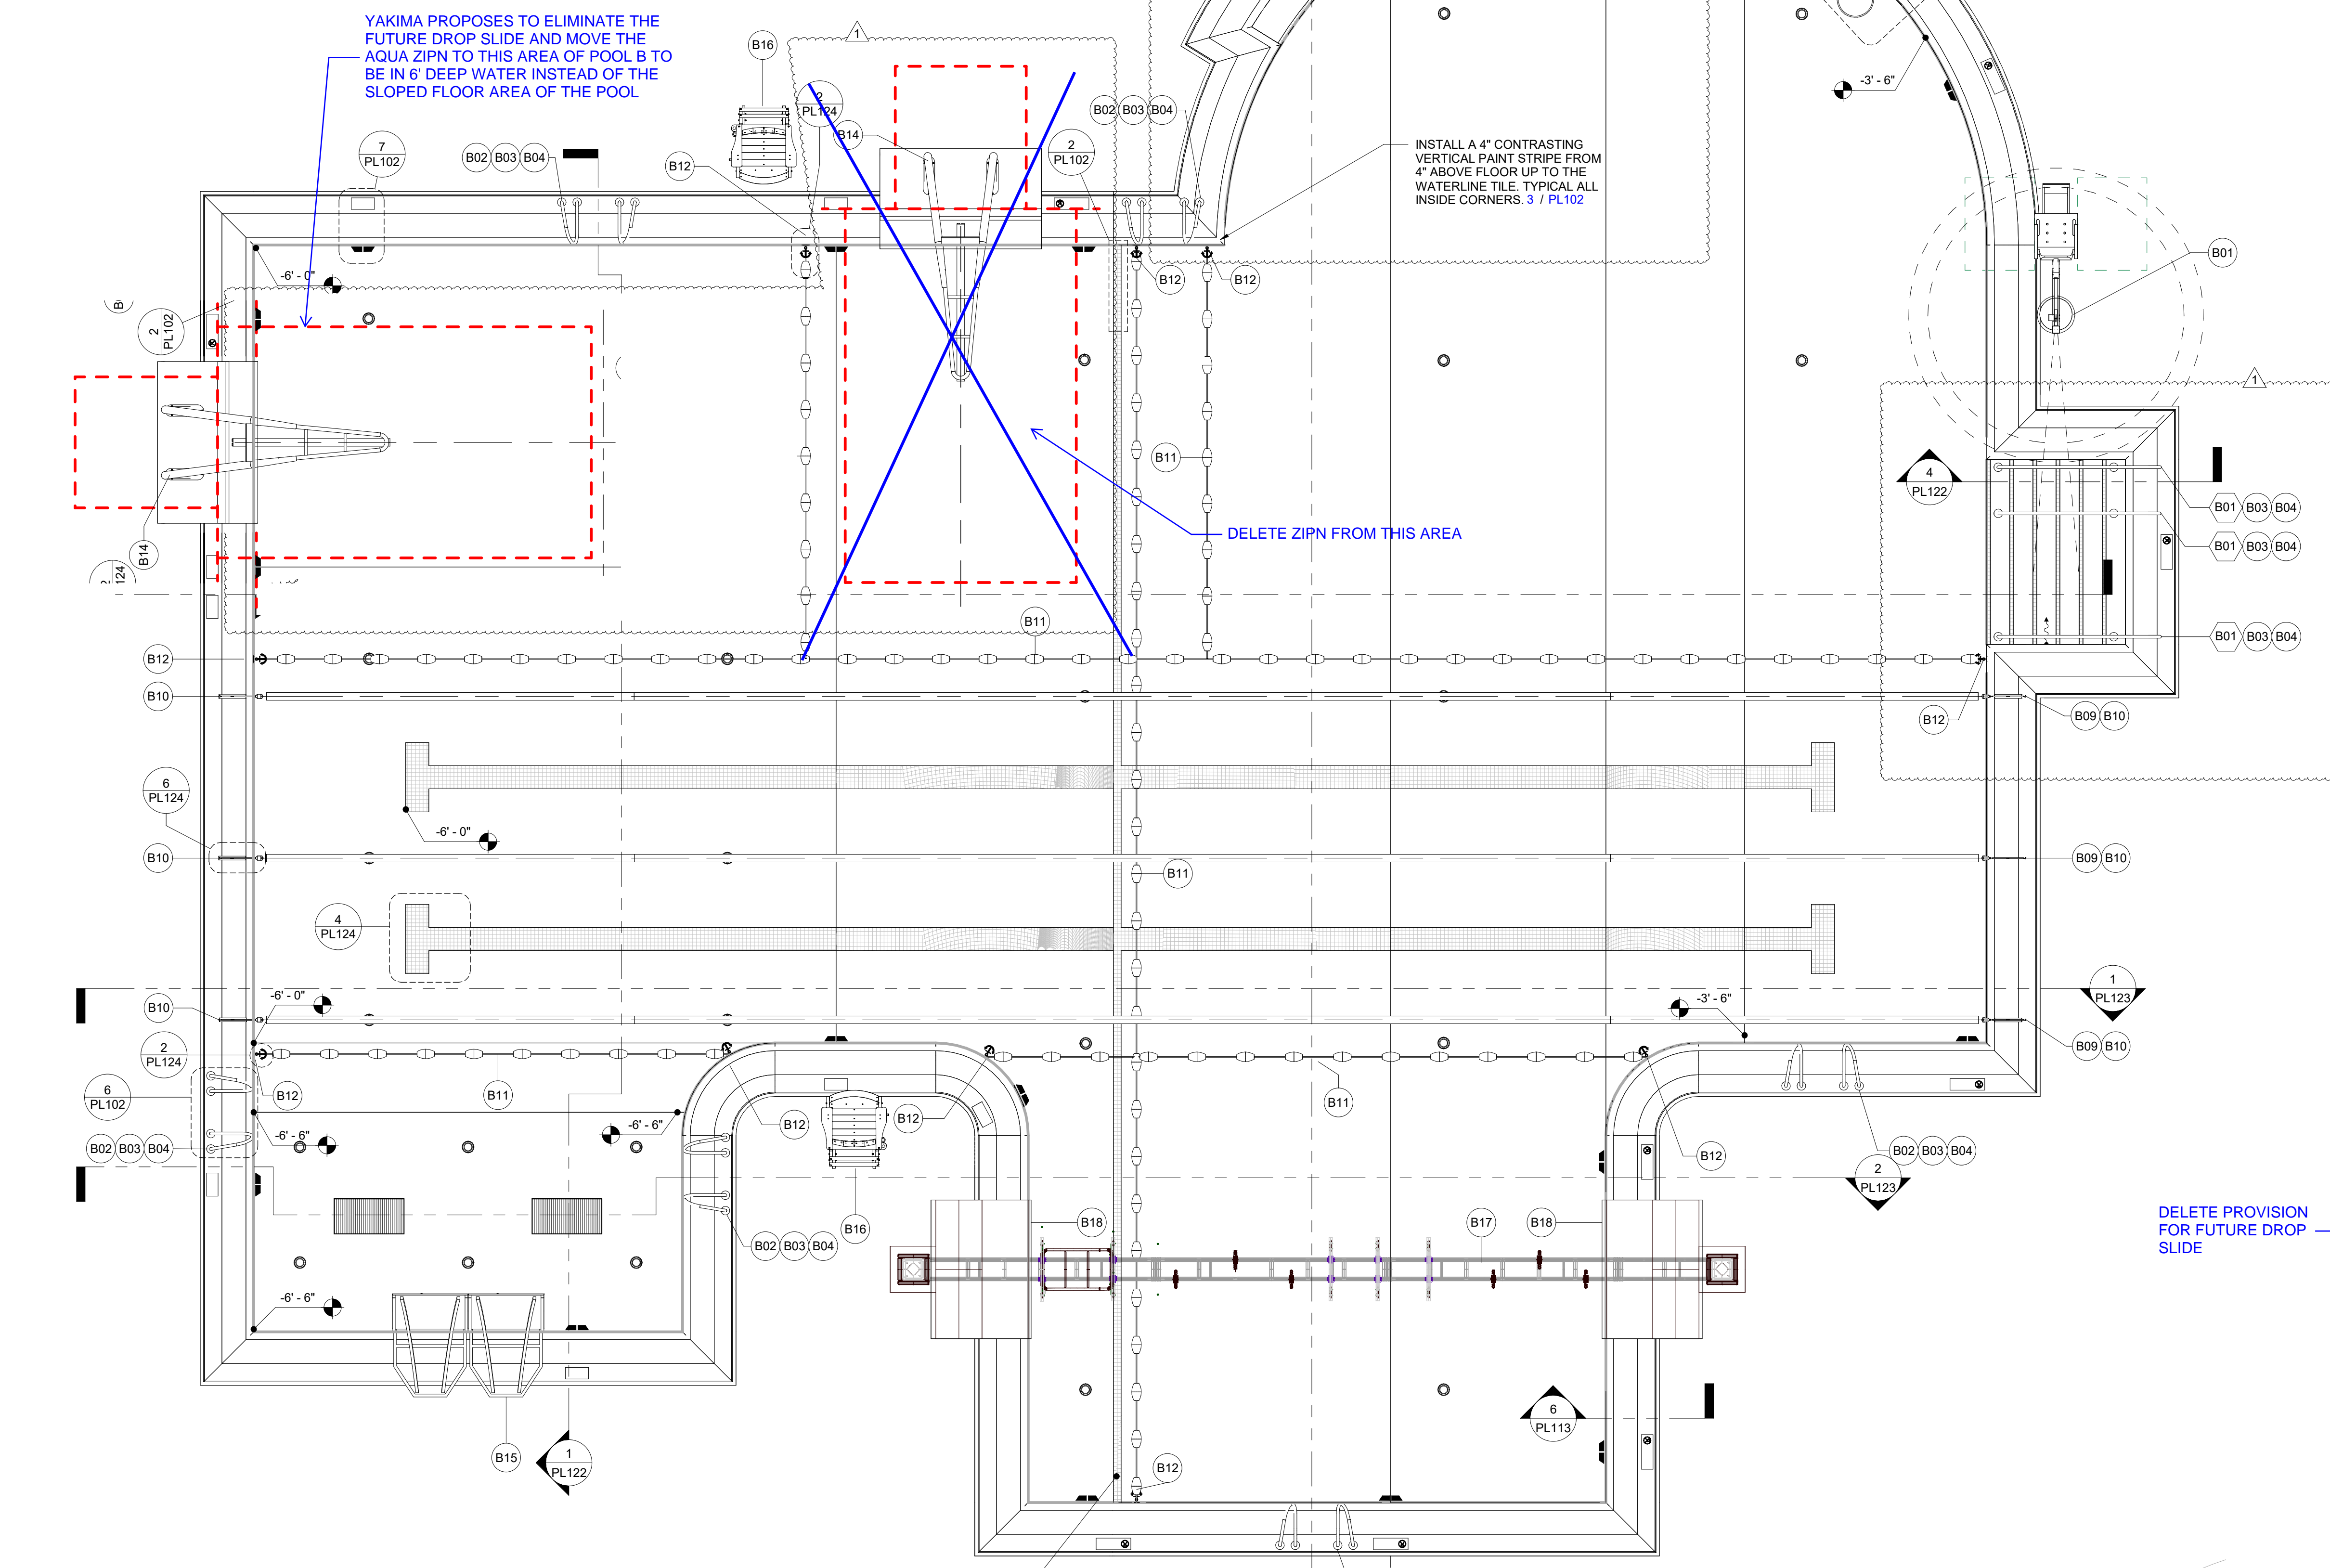 YAKIMA PROPOSES TO ELIMINATE THE
FUTURE DROP SLIDE AND MOVE THE
AQUA ZIPN TO THIS AREA OF POOL B TO
BE IN 6' DEEP WATER INSTEAD OF THE
SLOPED FLOOR AREA OF THE POOL
B16
1
2
PL124
B14
B02 B03 B04
-3' - 6"
7
PL102
B02 B03 B04
B12
2
PL102
INSTALL A 4" CONTRASTING
VERTICAL PAINT STRIPE FROM
4" ABOVE FLOOR UP TO THE
WATERLINE TILE. TYPICAL ALL
INSIDE CORNERS. 3 / PL102
B01
-6' - 0"
B12
B12
2
PL102
1
B11
4
PL122
B01 B03 B04
DELETE ZIPN FROM THIS AREA
B01 B03 B04
B14
124
B11
B01 B03 B04
B12
B10
B12
B09 B10
6
PL124
-6' - 0"
B10
B11
B09 B10
4
PL124
-6' - 0"
B10
-3' - 6"
1
PL123
B09 B10
2
PL124
6
PL102
B12
B11
B12
B12
B11
-6' - 6"
-6' - 6"
B02 B03 B04
B12
B02 B03 B04
2
PL123
B16
B18
B17
B18
B02 B03 B04
DELETE PROVISION
FOR FUTURE DROP
SLIDE
-6' - 6"
6
PL113
B15
1
PL122
B12